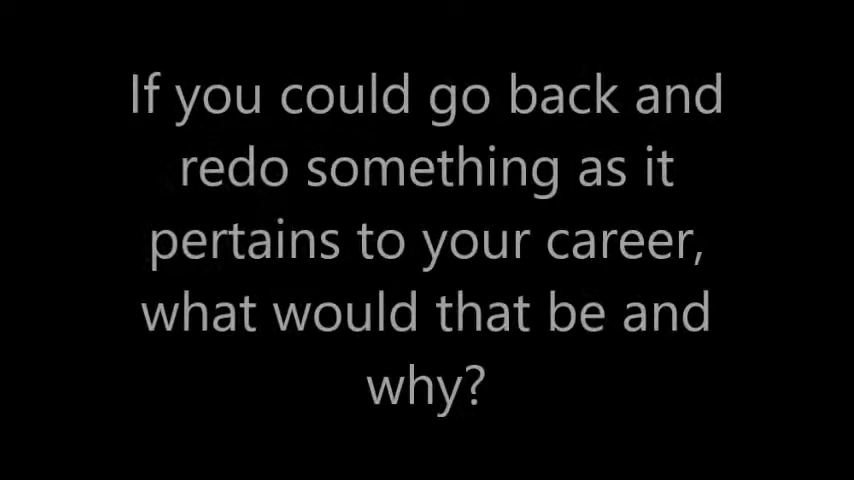 If you could go back and
redo something as it
pertains to your career,
what would that be and
why?